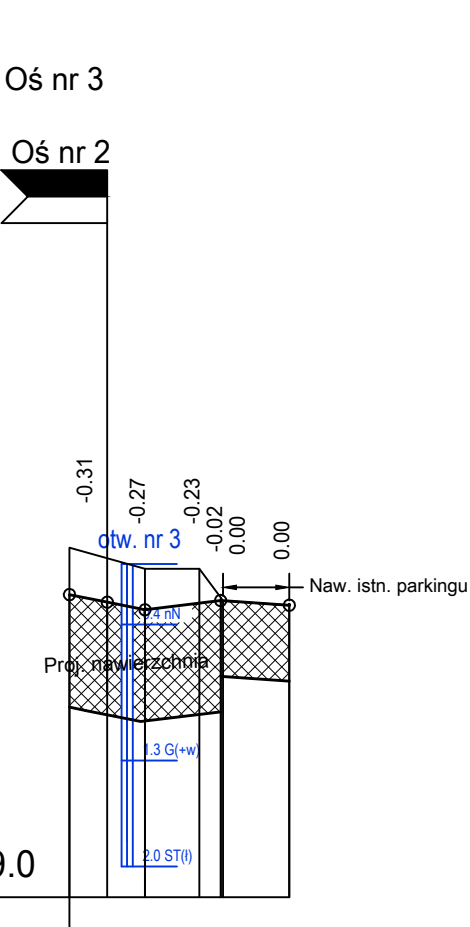 Oś nr 3
Oś nr 2
-0.31
-0.27
-0.23
-0.02
0.00
0.00
otw. nr 3
Naw. istn. parkingu
0.4 nN
Proj. nawierzchnia
1.3 G(+w)
2.0 ST(ł)
9.0